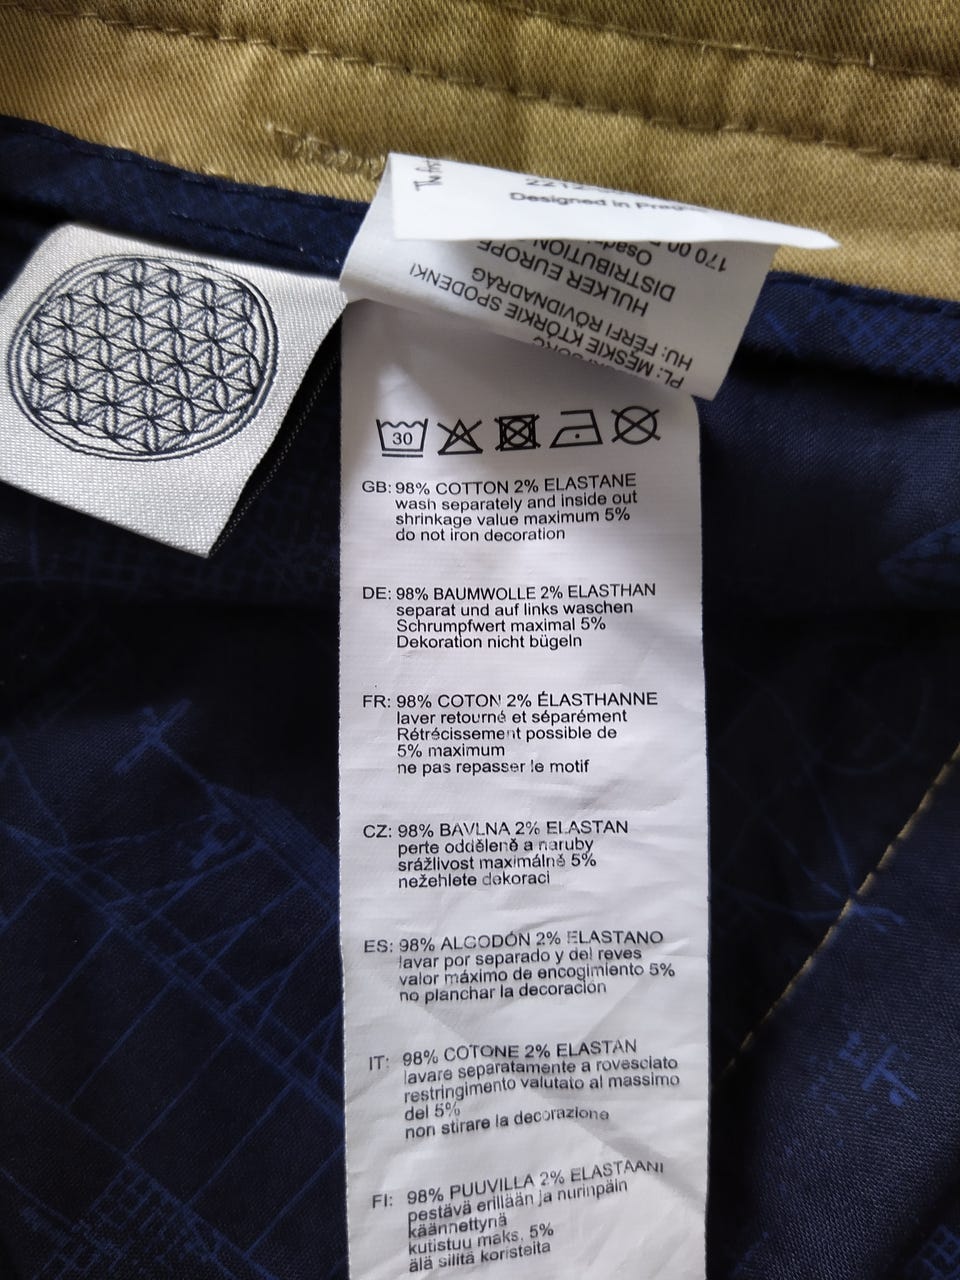 Designed in
170 00
DISTRIBUTION
HULKER EUROPE
HU: FÉRFI RÖVIDNADRÁG
PL: MĘSKIE KTÓRKIE SPODENKI
30
GB: 98% COTTON 2% ELASTANE
wash separately and inside out
shrinkage value maximum 5%
do not iron decoration
DE: 98% BAUMWOLLE 2% ELASTHAN
separat und auf links waschen
Schrumpfwert maximal 5%
Dekoration nicht bügeln
FR: 98% COTON 2% ÉLASTHANNE
laver retourné et séparément
Rétrécissement possible de
5% maximum
ne pas repasser le motif
CZ: 98% BAVLNA 2% ELASTAN
perte odděleně a naruby
srážlivost maximálně 5%
nežehlete dekoraci
ES: 98% ALGODÓN 2% ELASTANO
lavar por separado y del reves
valor máximo de encogimiento 5%
no planchar la decoración
IT: 98% COTONE 2% ELASTAN
lavare separatamente a rovesciato
restringimento valutato al massimo
del 5%
non stirare la decorazione
FI: 98% PUUVILLA 2% ELASTAANI
pestävä erillään ja nurinpäin
käännettynä
kutistuu maks. 5%
älä silitä koristeita